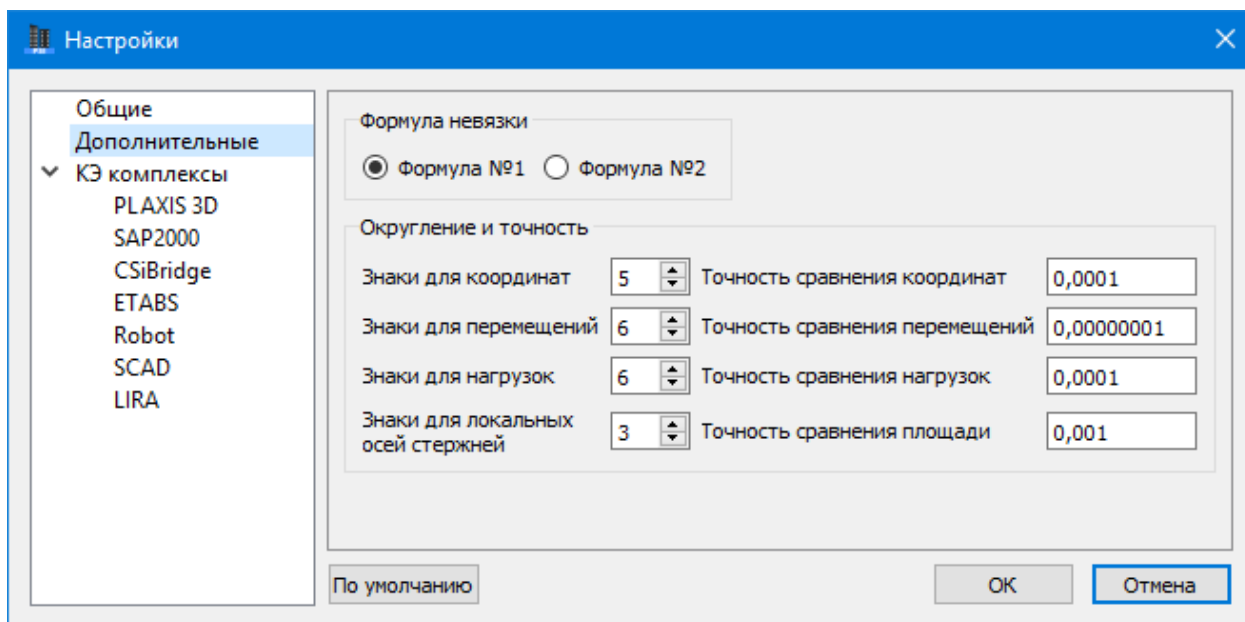 Настройки
Общие
Дополнительные
КЭ комплексы
PLAXIS 3D
SAP2000
CSiBridge
ETABS
Robot
SCAD
LIRA
Формула невязки
Формула №1 Формула №2
Округление и точность
Знаки для координат 5 Точность сравнения координат 0,0001
Знаки для перемещений 6 Точность сравнения перемещений 0,00000001
Знаки для нагрузок 6 Точность сравнения нагрузок 0,0001
Знаки для локальных
осей стержней 3 Точность сравнения площади 0,001
По умолчанию OK Отмена